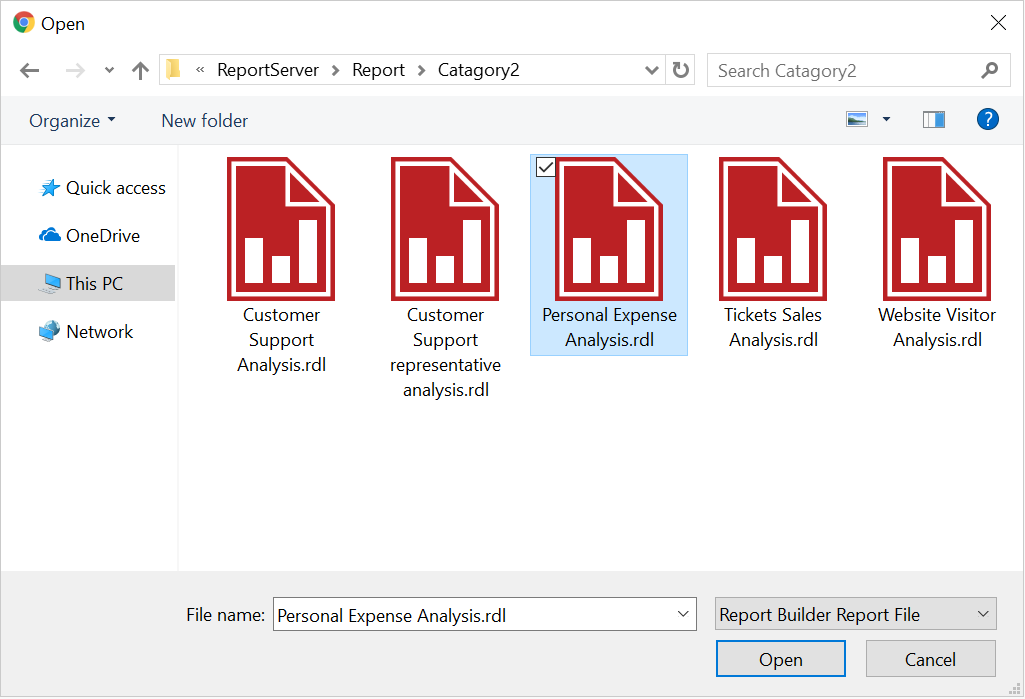 Open
« ReportServer > Report > Catagory2
Search Catagory2
Organize
New folder
?
Quick access
OneDrive
This PC
Network
Customer
Support
Analysis.rdl
Customer
Support
representative
analysis.rdl
Personal Expense
Analysis.rdl
Tickets Sales
Analysis.rdl
Website Visitor
Analysis.rdl
File name: Personal Expense Analysis.rdl
Report Builder Report File
Open
Cancel